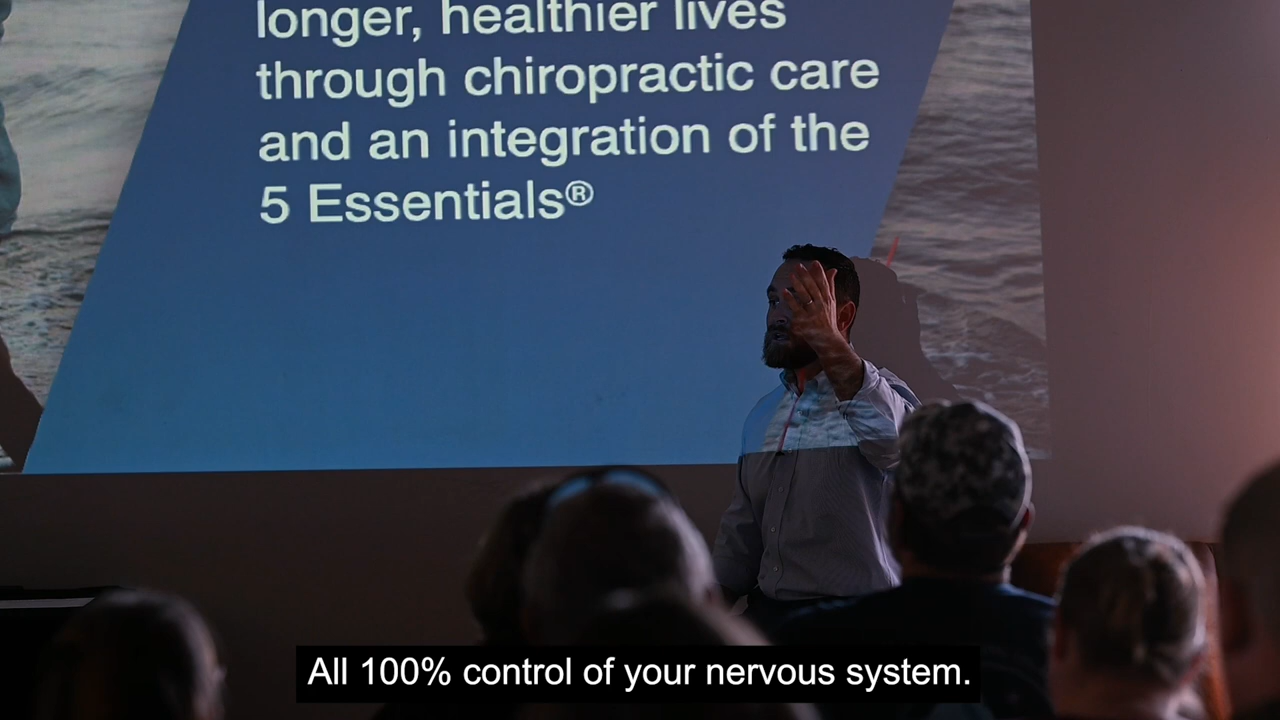 longer, healthier lives
through chiropractic care
and an integration of the
5 Essentials®
All 100% control of your nervous system.